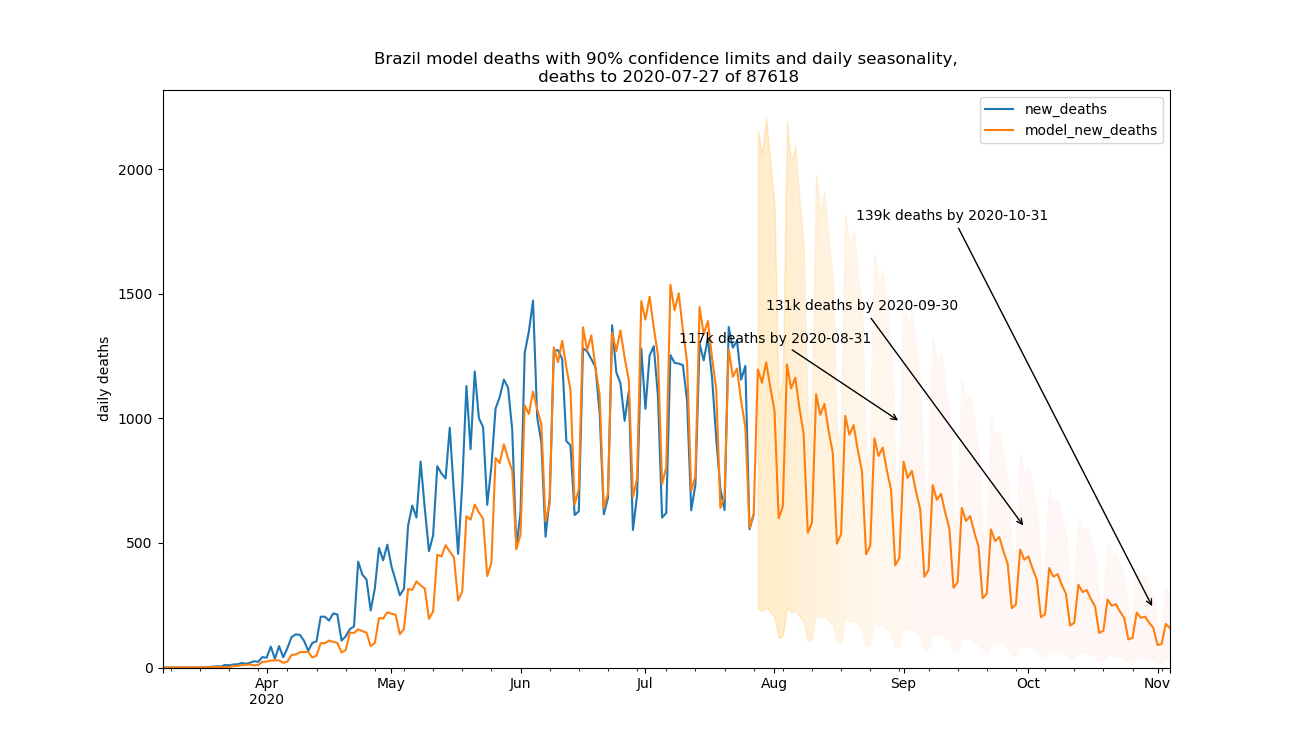 Brazil model deaths with 90% confidence limits and daily seasonality,
deaths to 2020-07-27 of 87618
new_deaths
model_new_deaths
daily deaths
2000
1500
1000
500
0
139k deaths by 2020-10-31
131k deaths by 2020-09-30
117k deaths by 2020-08-31
Apr
2020
May
Jun
Jul
Aug
Sep
Oct
Nov